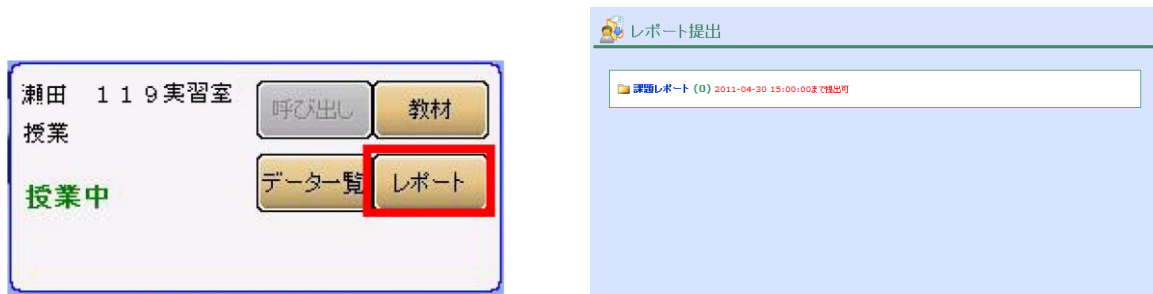 瀬田 119実習室
授業
授業中
呼び出し
教材
データ一覧
レポート
レポート提出
課題レポート (0) 2011-04-30 15:00:00まで提出可